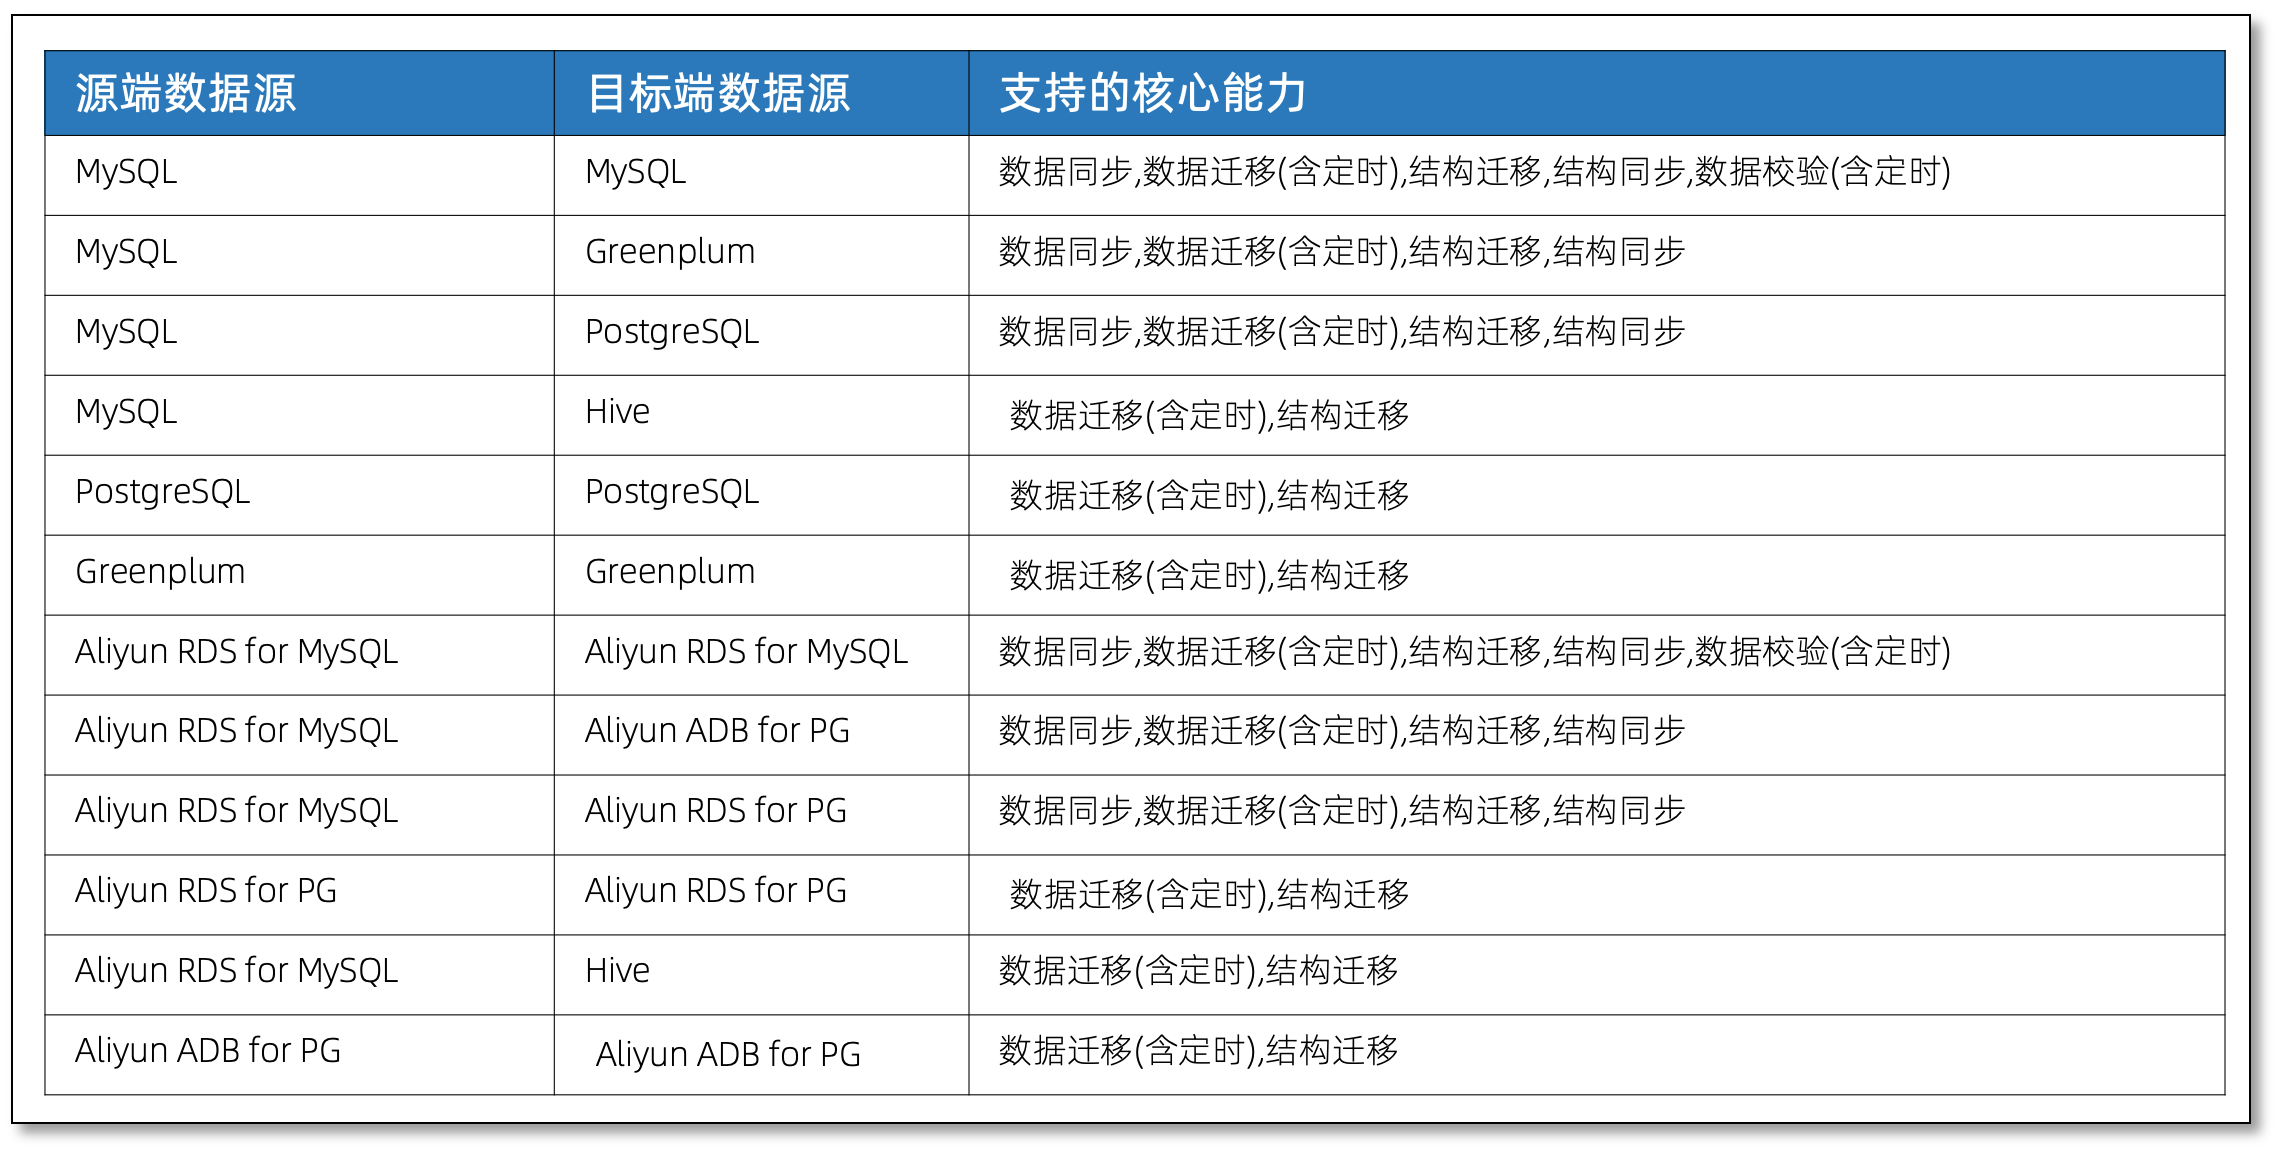 源端数据源 目标端数据源 支持的核心能力
MySQL MySQL 数据同步,数据迁移(含定时),结构迁移,结构同步,数据校验(含定时)
MySQL Greenplum 数据同步,数据迁移(含定时),结构迁移,结构同步
MySQL PostgreSQL 数据同步,数据迁移(含定时),结构迁移,结构同步
MySQL Hive 数据迁移(含定时),结构迁移
PostgreSQL PostgreSQL 数据迁移(含定时),结构迁移
Greenplum Greenplum 数据迁移(含定时),结构迁移
Aliyun RDS for MySQL Aliyun RDS for MySQL 数据同步,数据迁移(含定时),结构迁移,结构同步,数据校验(含定时)
Aliyun RDS for MySQL Aliyun ADB for PG 数据同步,数据迁移(含定时),结构迁移,结构同步
Aliyun RDS for MySQL Aliyun RDS for PG 数据同步,数据迁移(含定时),结构迁移,结构同步
Aliyun RDS for PG Aliyun RDS for PG 数据迁移(含定时),结构迁移
Aliyun RDS for MySQL Hive 数据迁移(含定时),结构迁移
Aliyun ADB for PG Aliyun ADB for PG 数据迁移(含定时),结构迁移